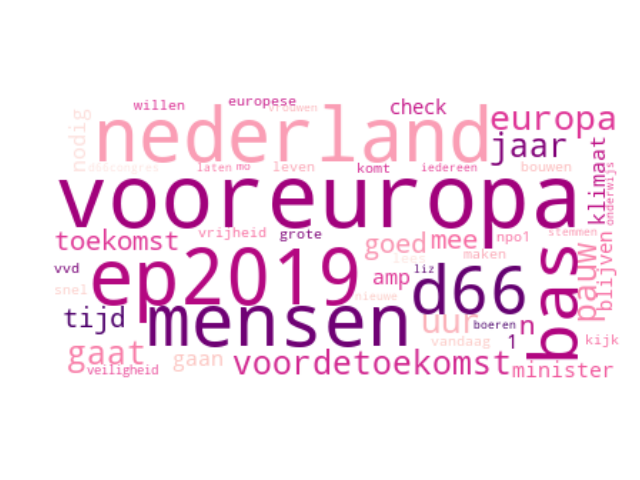 willen
europese
vrouwen
check
nodig
nederland
europa
jaar
d66congres
laten
mo
leven
komt
iedereen
bouwen
klimaat
onderwijs
vooreuropa
toekomst
vrijheid
grote
goed
mee
npo1
stemmen
vvd
ep2019
lees
maken
liz
amp
d66
bas
pauw
blijven
snel
nieuwe
tijd
mensen
uur
boeren
n
1
vandaag
kijk
gaat
gaan
veiligheid
voordetoekomst
minister